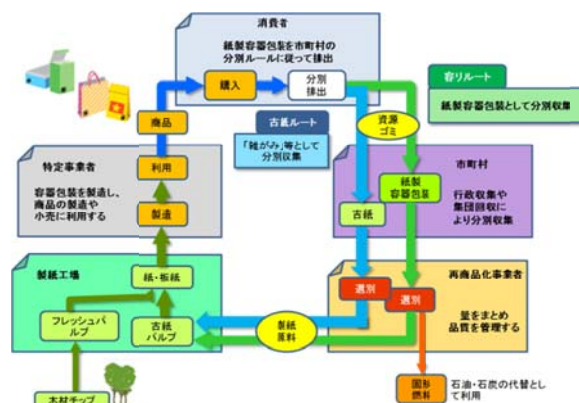 消費者
紙製容器包装を市町村の
分別ルールに従って排出
購入
分別
排出
容リルート
紙製容器包装として分別収集
古紙ルート
「雑がみ」等として
分別収集
資源
ゴミ
商品
特定事業者
容器包装を製造し、
商品の製造や
小売に利用する
利用
製造
市町村
行政収集や
集団回収に
より分別収集
古紙
紙製
容器包装
製紙工場
紙・板紙
フレッシュパ
ルプ
古紙
パルプ
木材チップ
製紙
原料
再商品化事業者
選別
選別
量をまとめ
品質を管理する
固形
燃料
石油・石炭の代替とし
て利用